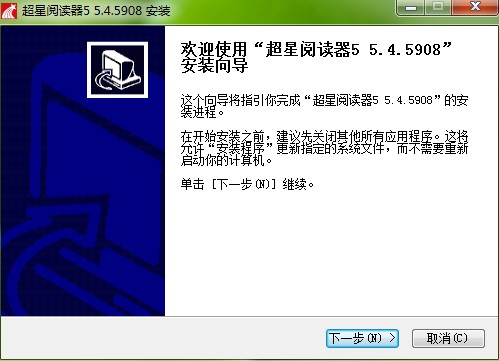 超星阅读器5 5.4.5908 安装
欢迎使用“超星阅读器5 5.4.5908”
安装向导
这个向导将指引你完成“超星阅读器5 5.4.5908”的安
装进程。
在开始安装之前，建议先关闭其他所有应用程序。这将
允许“安装程序”更新指定的系统文件，而不需要重新
启动你的计算机。
单击 [下一步(N)] 继续。
下一步(N) >
取消(C)